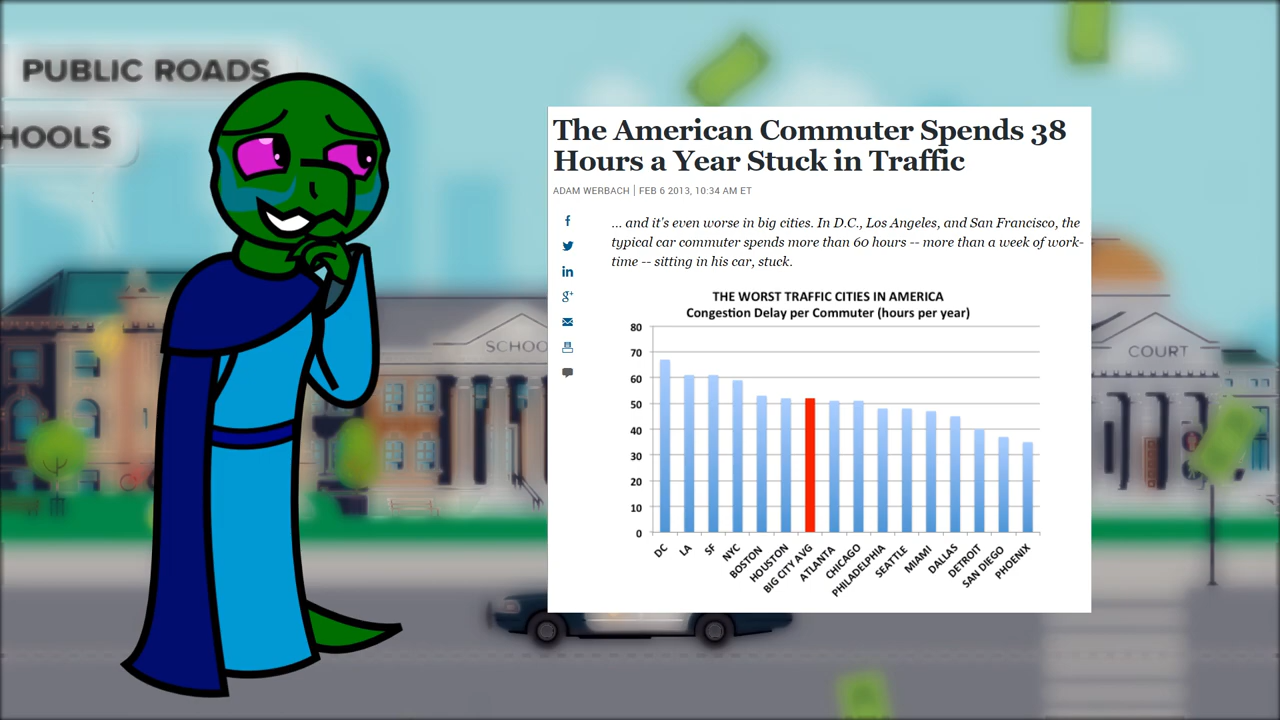 PUBLIC ROADS
HOOLS
SCHOO
COURT
The American Commuter Spends 38
Hours a Year Stuck in Traffic
ADAM WERBACH | FEB 6 2013, 10:34 AM ET
... and it's even worse in big cities. In D.C., Los Angeles, and San Francisco, the
typical car commuter spends more than 60 hours -- more than a week of work-
time -- sitting in his car, stuck.
THE WORST TRAFFIC CITIES IN AMERICA
Congestion Delay per Commuter (hours per year)
80
70
60
50
40
30
20
10
0
DC
LA
SF
NYC
BOSTON
HOUSTON
BIG CITY AVG
ATLANTA
CHICAGO
PHILADELPHIA
SEATTLE
MIAMI
DALLAS
DETROIT
SAN DIEGO
PHOENIX